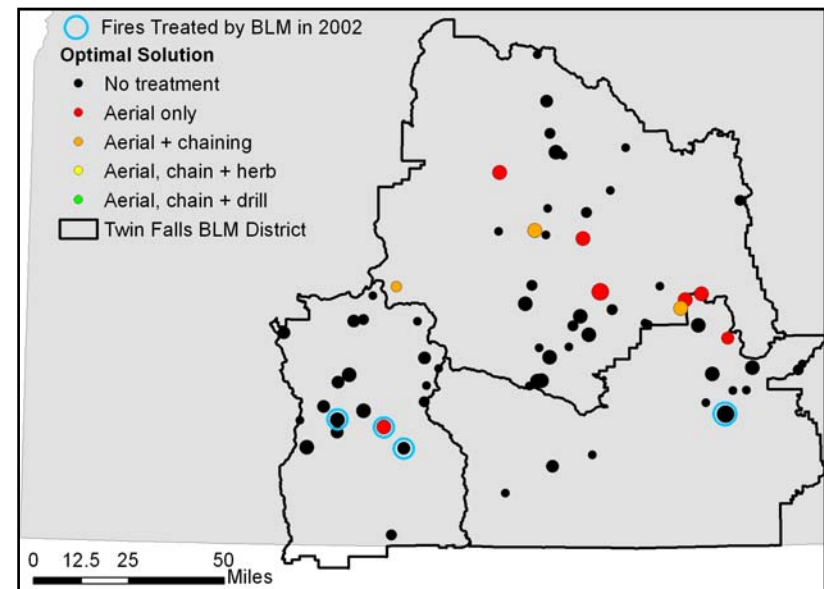 Fires Treated by BLM in 2002
Optimal Solution
No treatment
Aerial only
Aerial + chaining
Aerial, chain + herb
Aerial, chain + drill
Twin Falls BLM District
0 12.5 25 50
Miles